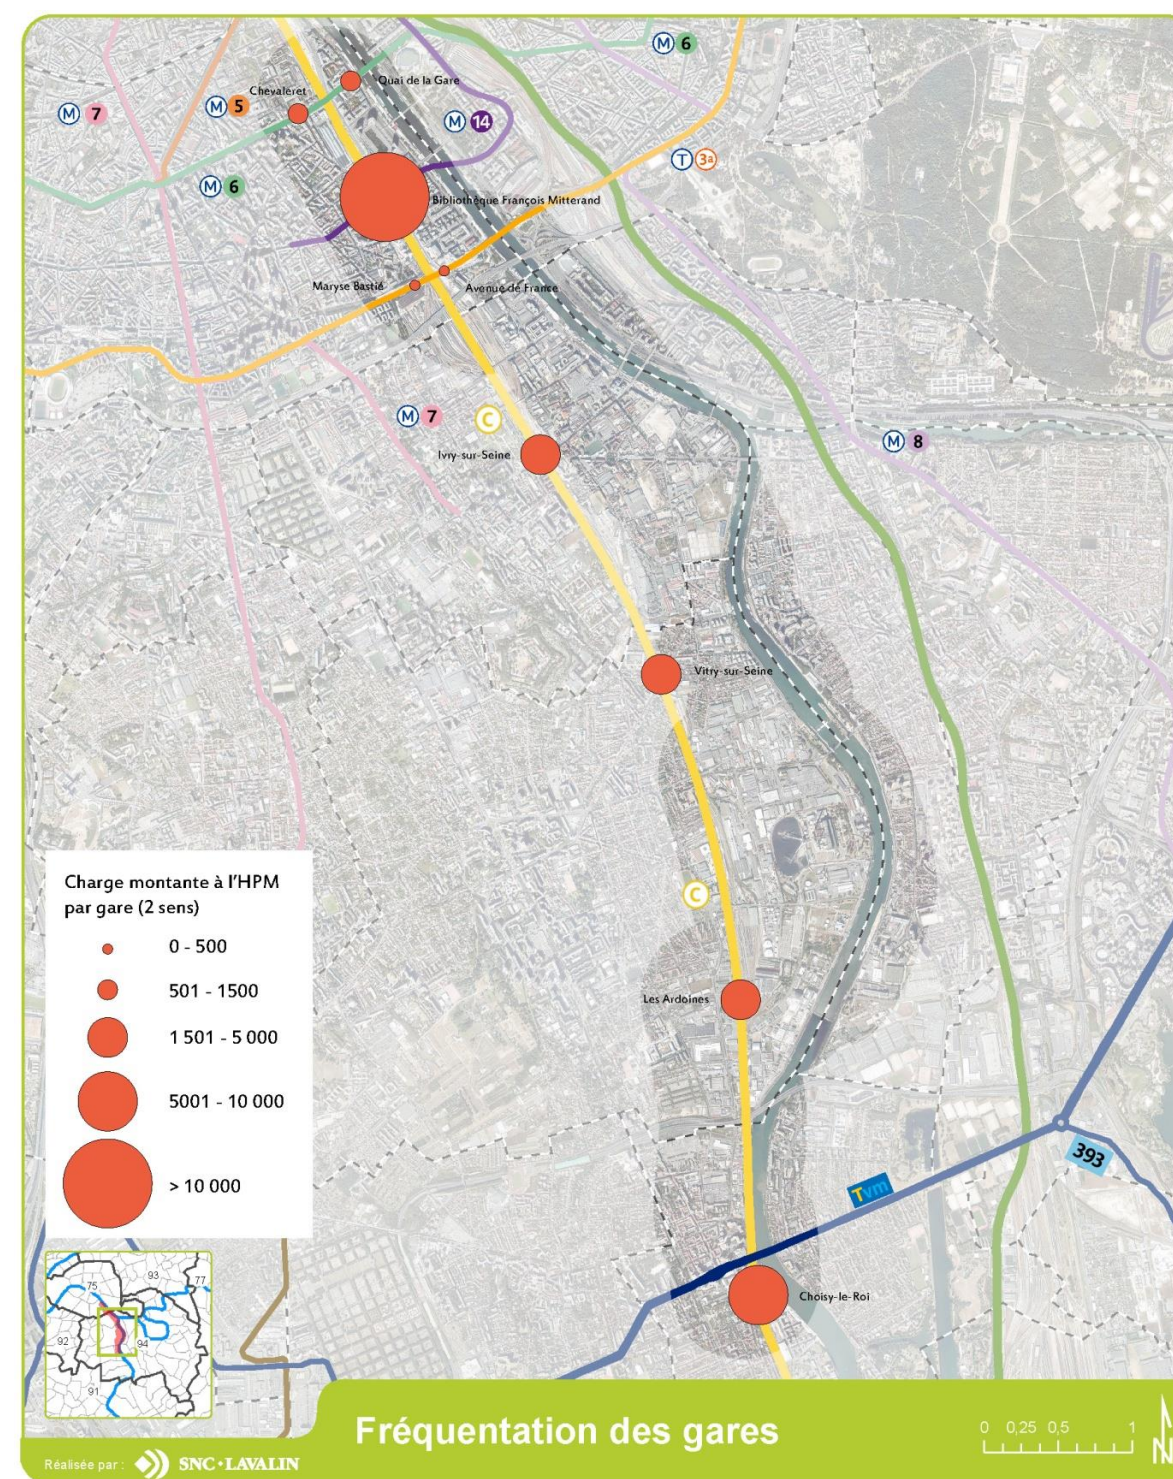 M 6
Quai de la Gare
Chevaleret
M 7
M 5
M 14
T 3a
M 6
Bibliothèque François Mitterand
Maryse Bastié
Avenue de France
C
M 7
Ivry-sur-Seine
M 8
Vitry-sur-Seine
Charge montante à l'HPM
par gare (2 sens)
0 - 500
501 - 1500
1 501 - 5 000
5001 - 10 000
> 10 000
C
Les Ardoines
393
Tvm
Choisy-le-Roi
93
75
77
92
94
91
Fréquentation des gares
0 0,25 0,5 1
N
Réalisée par : SNC•LAVALIN